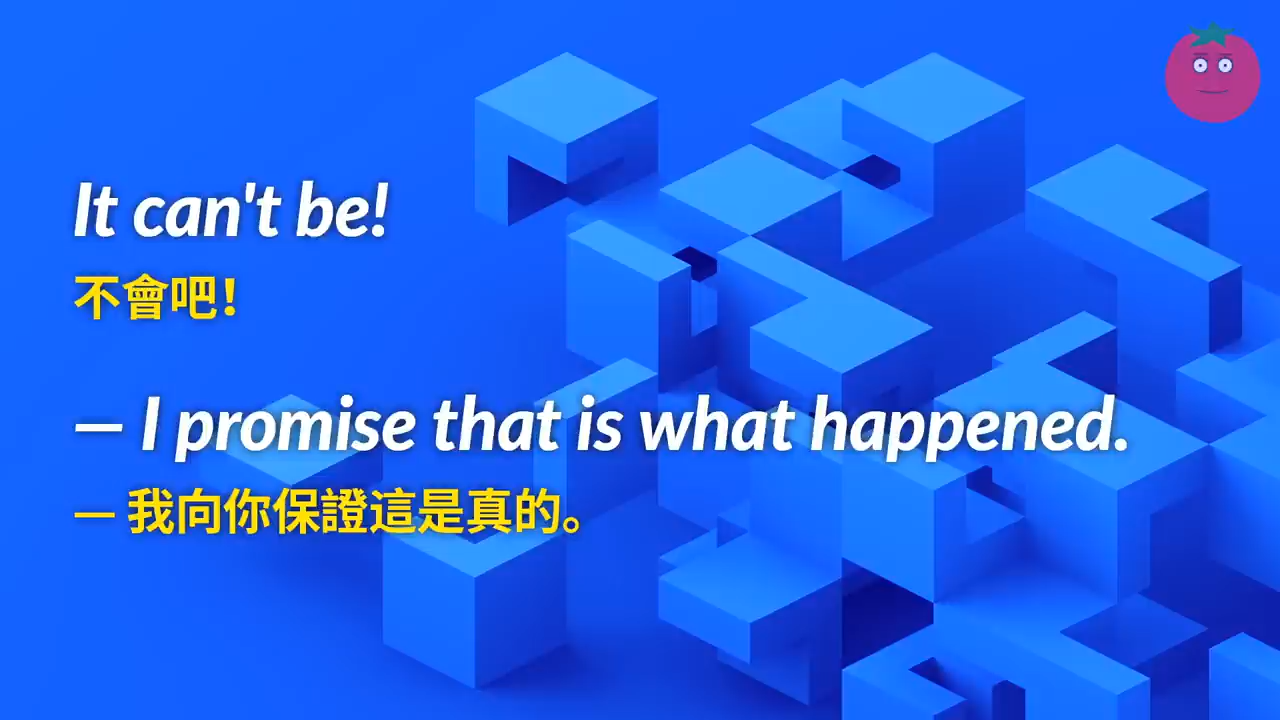 It can't be!
不會吧！
— I promise that is what happened.
— 我向你保證這是真的。